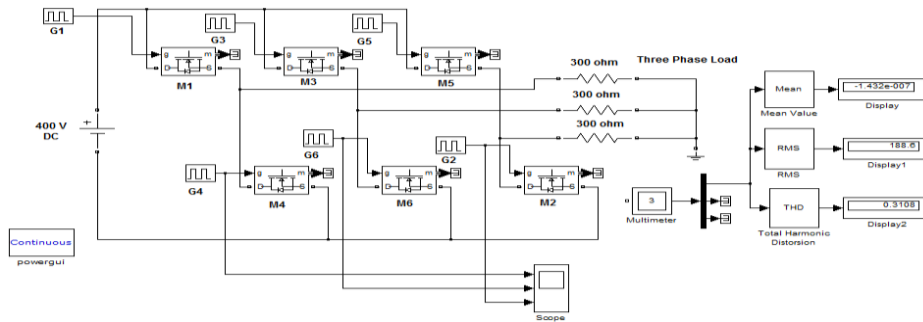 G1
G3
G5
g m
D S
M1
g m
D S
M3
g m
D S
M5
300 ohm
Three Phase Load
300 ohm
300 ohm
400 V
DC
+
Mean
Mean Value
-1.432e-007
Display
RMS
RMS
188.6
Display1
THD
Total Harmonic
Distorsion
0.3108
Display2
G4
G6
G2
g m
D S
M4
g m
D S
M6
g m
D S
M2
3
Multimeter
Continuous
powergui
Scope